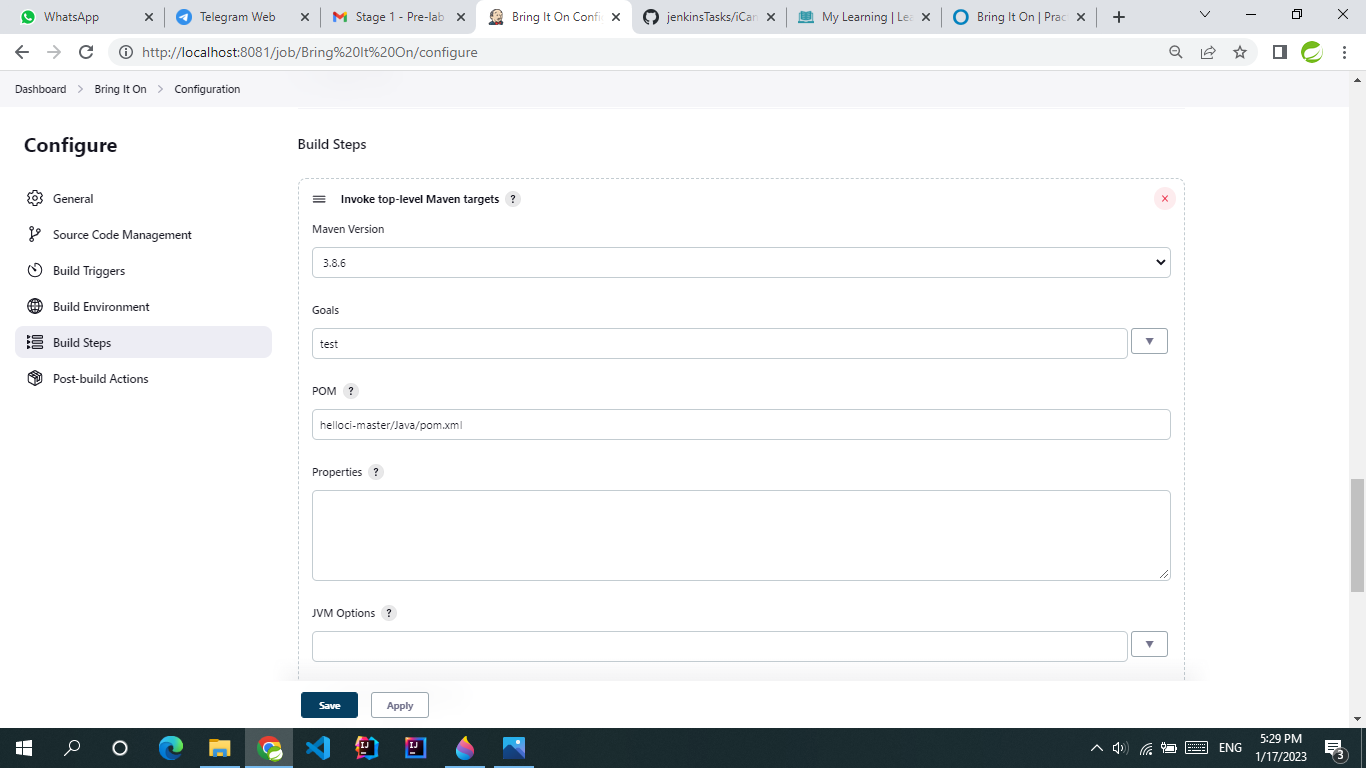 WhatsApp
Telegram Web
Stage 1 - Pre-lab
Bring It On Confi
jenkinsTasks/iCan
My Learning | Lea
Bring It On | Prac
http://localhost:8081/job/Bring%20It%20On/configure
Dashboard > Bring It On > Configuration
Configure
General
Source Code Management
Build Triggers
Build Environment
Build Steps
Post-build Actions
Build Steps
Invoke top-level Maven targets ?
Maven Version
3.8.6
Goals
test
POM ?
helloci-master/Java/pom.xml
Properties ?
JVM Options ?
Save
Apply
ENG
5:29 PM
1/17/2023
3